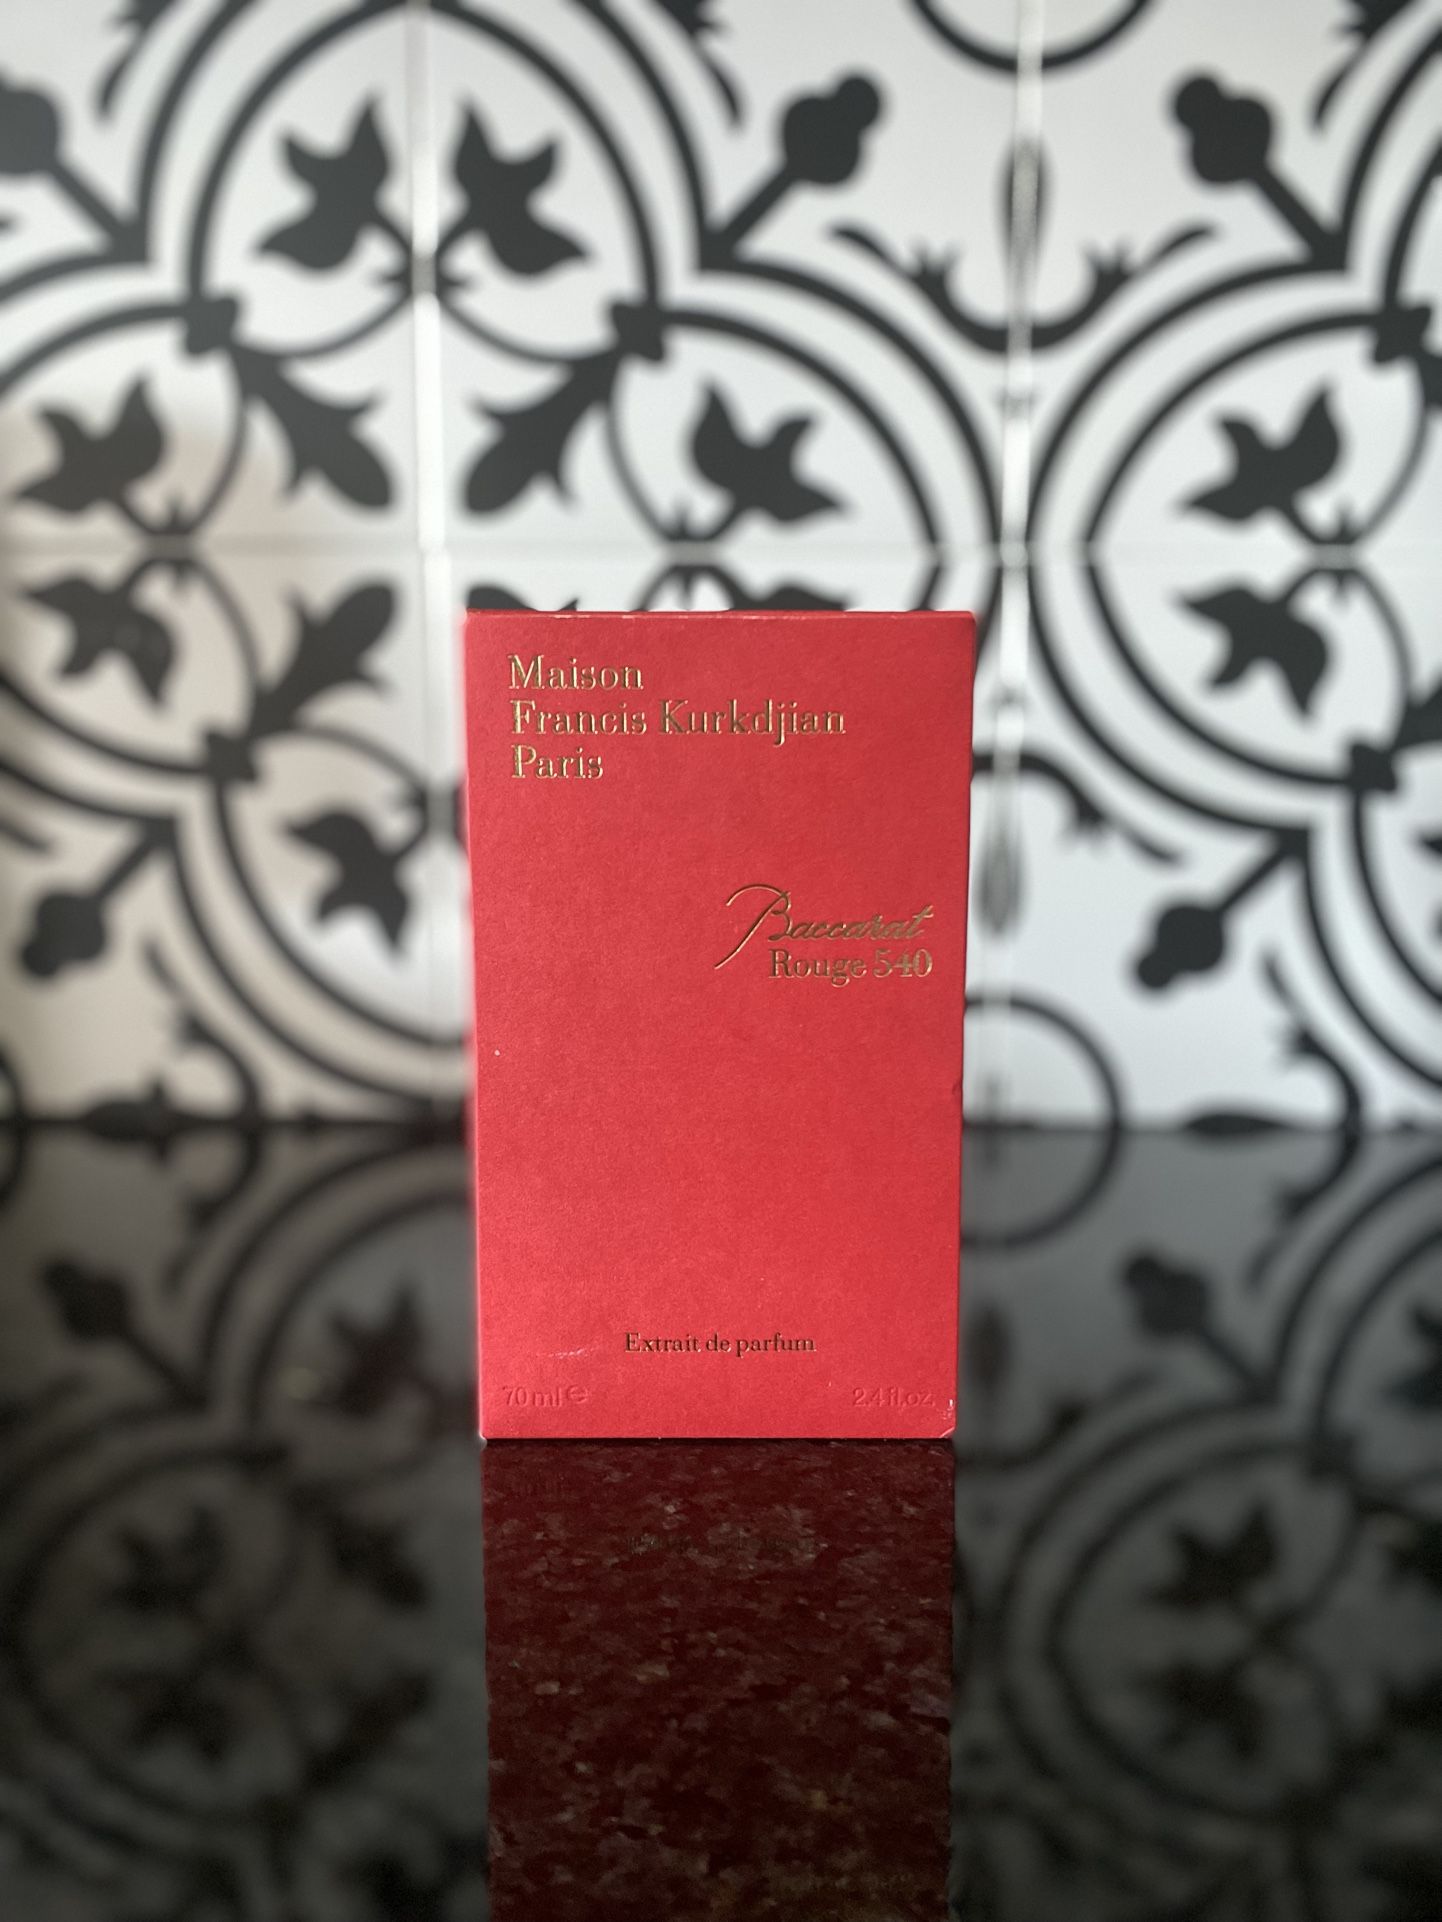 Maison
Francis Kurkdjian
Paris
Baccarat
Rouge 540
Extrait de parfum
70 ml ℮ 2.4 fl.oz.